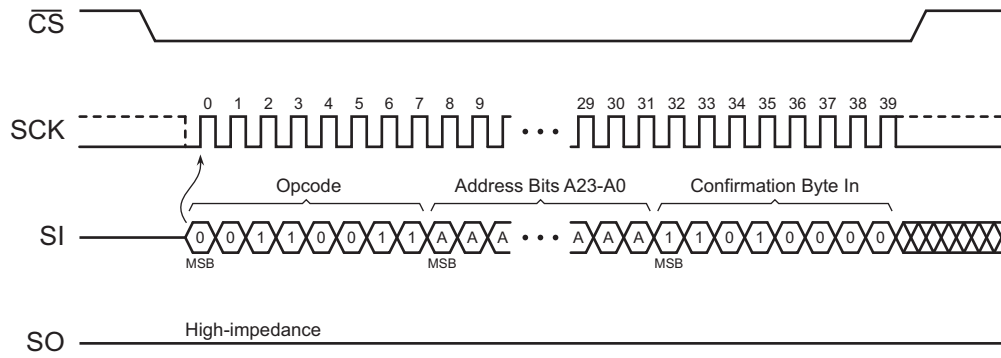 CS
0 1 2 3 4 5 6 7 8 9 29 30 31 32 33 34 35 36 37 38 39
SCK
Opcode Address Bits A23-A0 Confirmation Byte In
SI 0 0 1 1 0 0 1 1 A A A A A A 1 1 0 1 0 0 0 0
MSB MSB MSB
High-impedance
SO